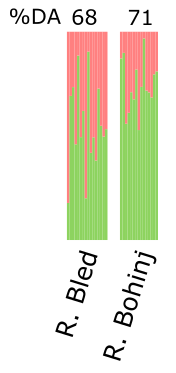 %DA 68 71
R. Bled
R. Bohinj